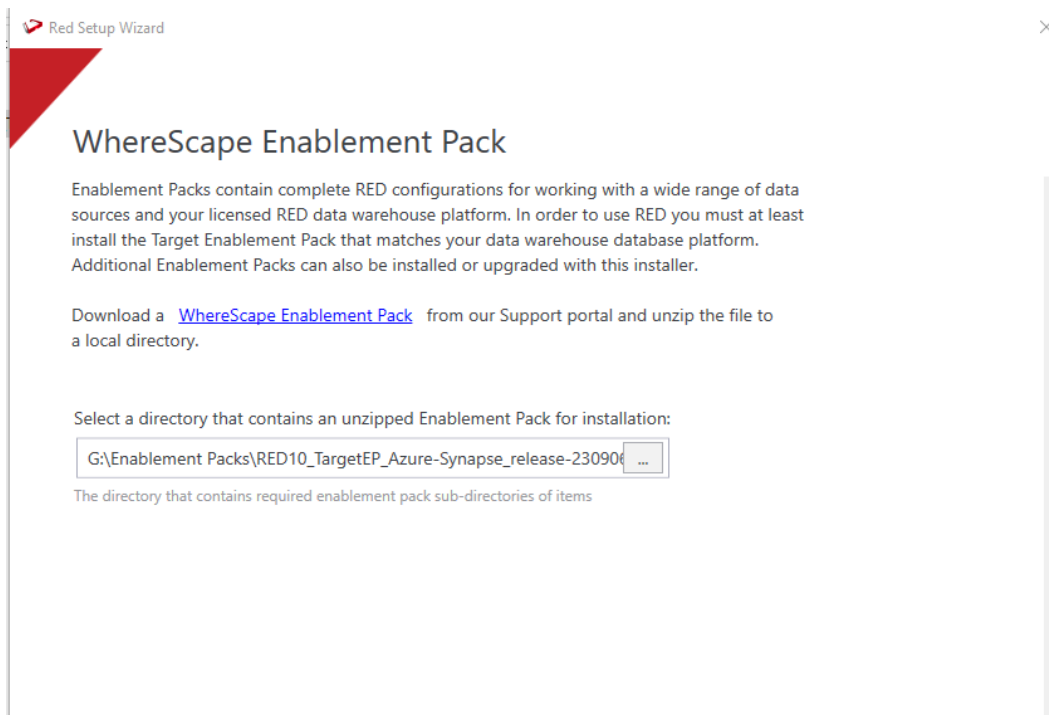 Red Setup Wizard
WhereScape Enablement Pack
Enablement Packs contain complete RED configurations for working with a wide range of data
sources and your licensed RED data warehouse platform. In order to use RED you must at least
install the Target Enablement Pack that matches your data warehouse database platform.
Additional Enablement Packs can also be installed or upgraded with this installer.
Download a WhereScape Enablement Pack from our Support portal and unzip the file to
a local directory.
Select a directory that contains an unzipped Enablement Pack for installation:
G:\Enablement Packs\RED10_TargetEP_Azure-Synapse_release-230906 ...
The directory that contains required enablement pack sub-directories of items